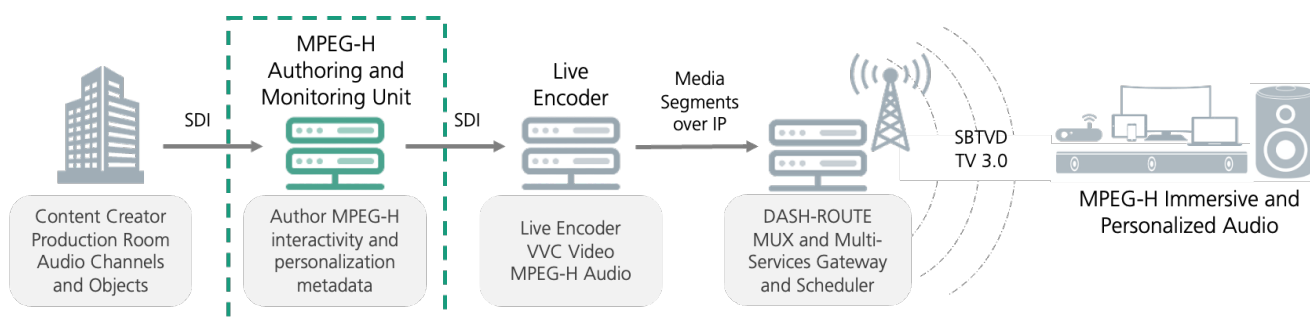 MPEG-H
Authoring and
Monitoring Unit
Live
Encoder
Media
Segments
over IP
SDI
SDI
SBTVD
TV 3.0
Content Creator
Production Room
Audio Channels
and Objects
Author MPEG-H
interactivity and
personalization
metadata
Live Encoder
VVC Video
MPEG-H Audio
DASH-ROUTE
MUX and Multi-
Services Gateway
and Scheduler
MPEG-H Immersive and
Personalized Audio